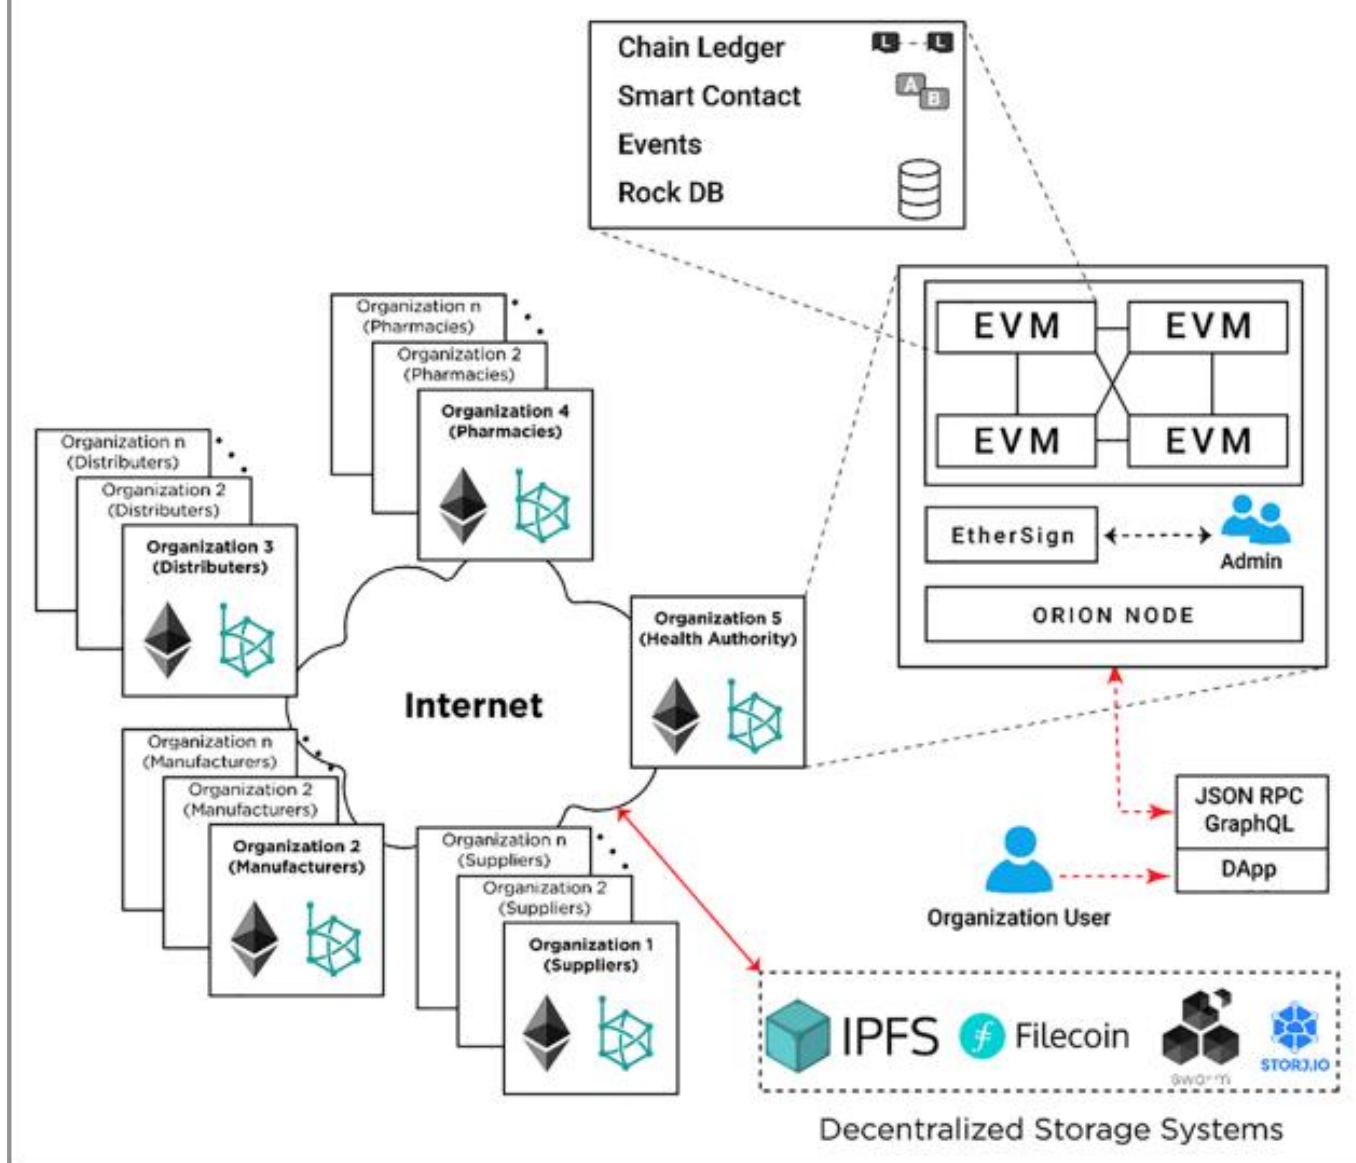 Chain Ledger
L L
Smart Contact
A B
Events
Rock DB
EVM EVM
EVM EVM
EtherSign
Admin
ORION NODE
Organization n
(Pharmacies)
Organization 2
(Pharmacies)
Organization 4
(Pharmacies)
Organization n
(Distributers)
Organization 2
(Distributers)
Organization 3
(Distributers)
Organization 5
(Health Authority)
Internet
Organization n
(Manufacturers)
Organization 2
(Manufacturers)
Organization 2
(Manufacturers)
Organization n
(Suppliers)
Organization 2
(Suppliers)
Organization 1
(Suppliers)
JSON RPC
GraphQL
DApp
Organization User
IPFS
Filecoin
swarm
STORJ.IO
Decentralized Storage Systems